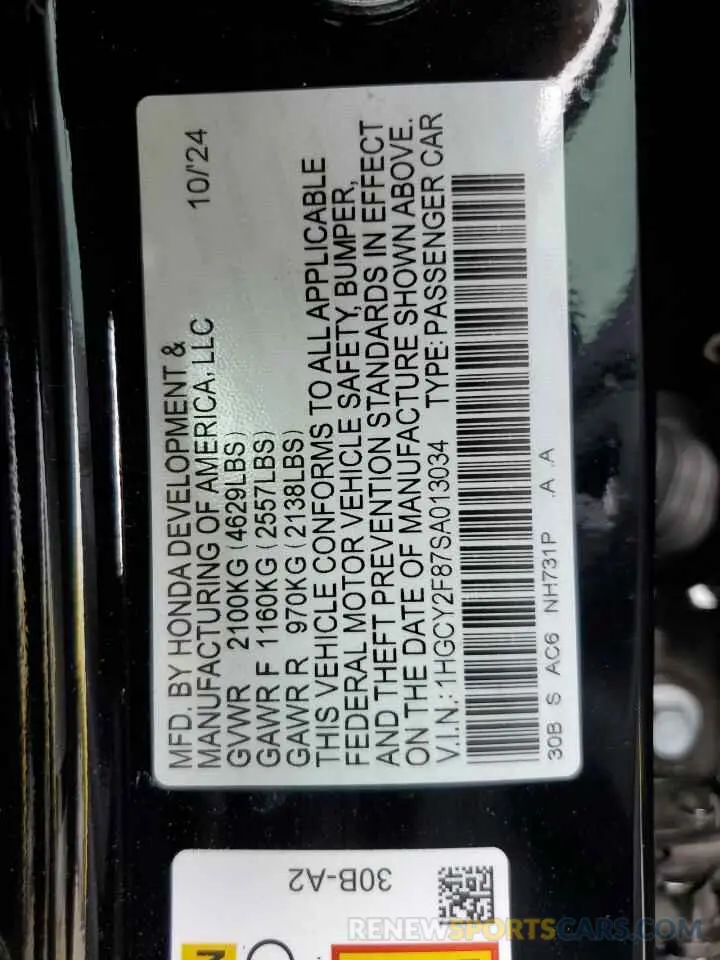 MFD. BY HONDA DEVELOPMENT &
MANUFACTURING OF AMERICA, LLC 10/'24
GVWR 2100KG (4629LBS)
GAWR F 1160KG (2557LBS)
GAWR R 970KG (2138LBS)
THIS VEHICLE CONFORMS TO ALL APPLICABLE
FEDERAL MOTOR VEHICLE SAFETY, BUMPER,
AND THEFT PREVENTION STANDARDS IN EFFECT
ON THE DATE OF MANUFACTURE SHOWN ABOVE.
V.I.N.: 1HGCY2F87SA013034 TYPE: PASSENGER CAR
30B S AC6 NH731P .A .A
30B-A2
RENEWSPORTSCARS.COM